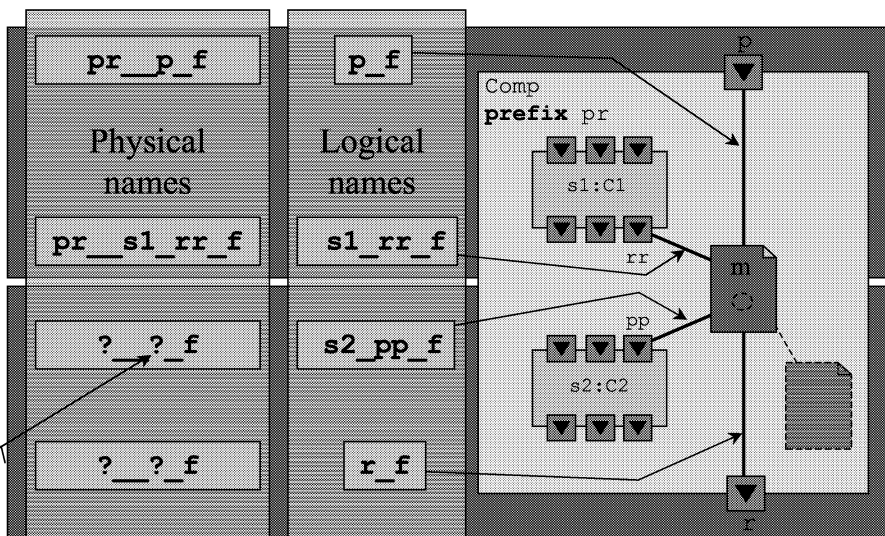 pr__p_f
p_f
p
Comp
prefix pr
Physical
names
Logical
names
s1:C1
pr__s1_rr_f
s1_rr_f
rr
m
?__?_f
s2_pp_f
pp
s2:C2
?__?_f
r_f
r